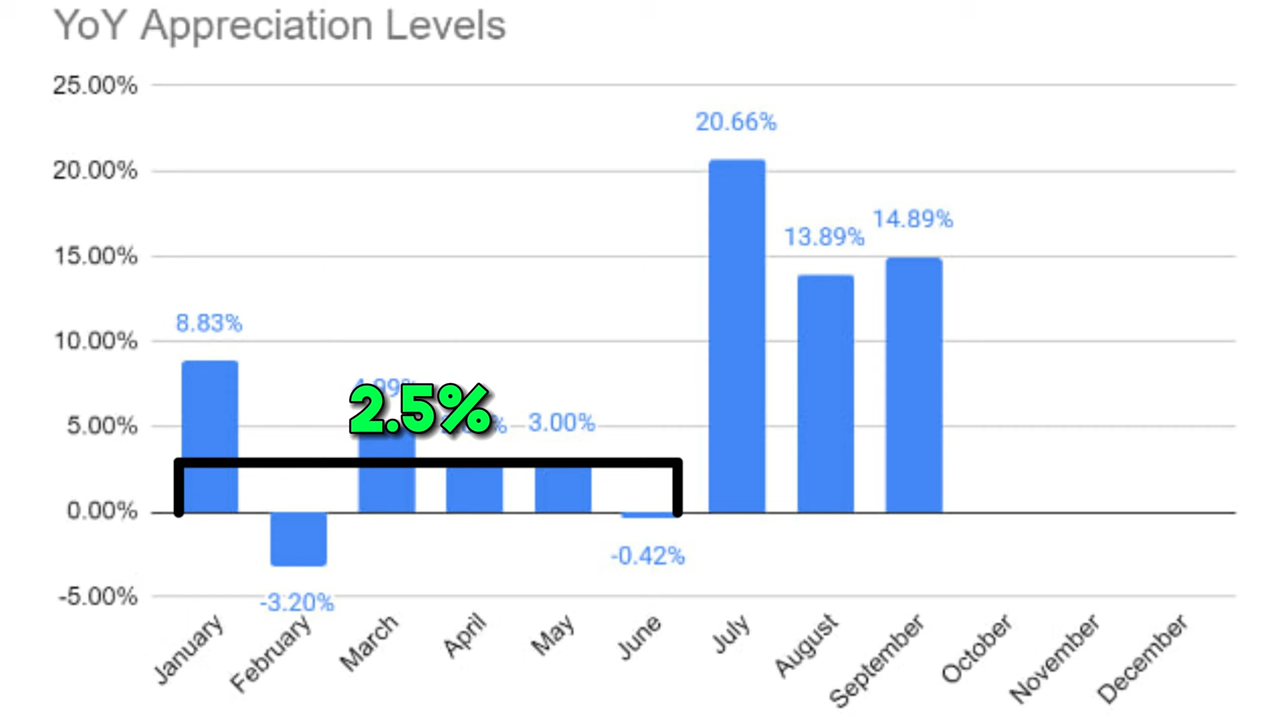 YoY Appreciation Levels
25.00%
20.66%
20.00%
14.89%
13.89%
15.00%
8.83%
10.00%
4.99%
2.5%
3.00%
5.00%
0.00%
-0.42%
-5.00%
-3.20%
January
February
March
April
May
June
July
August
September
October
November
December